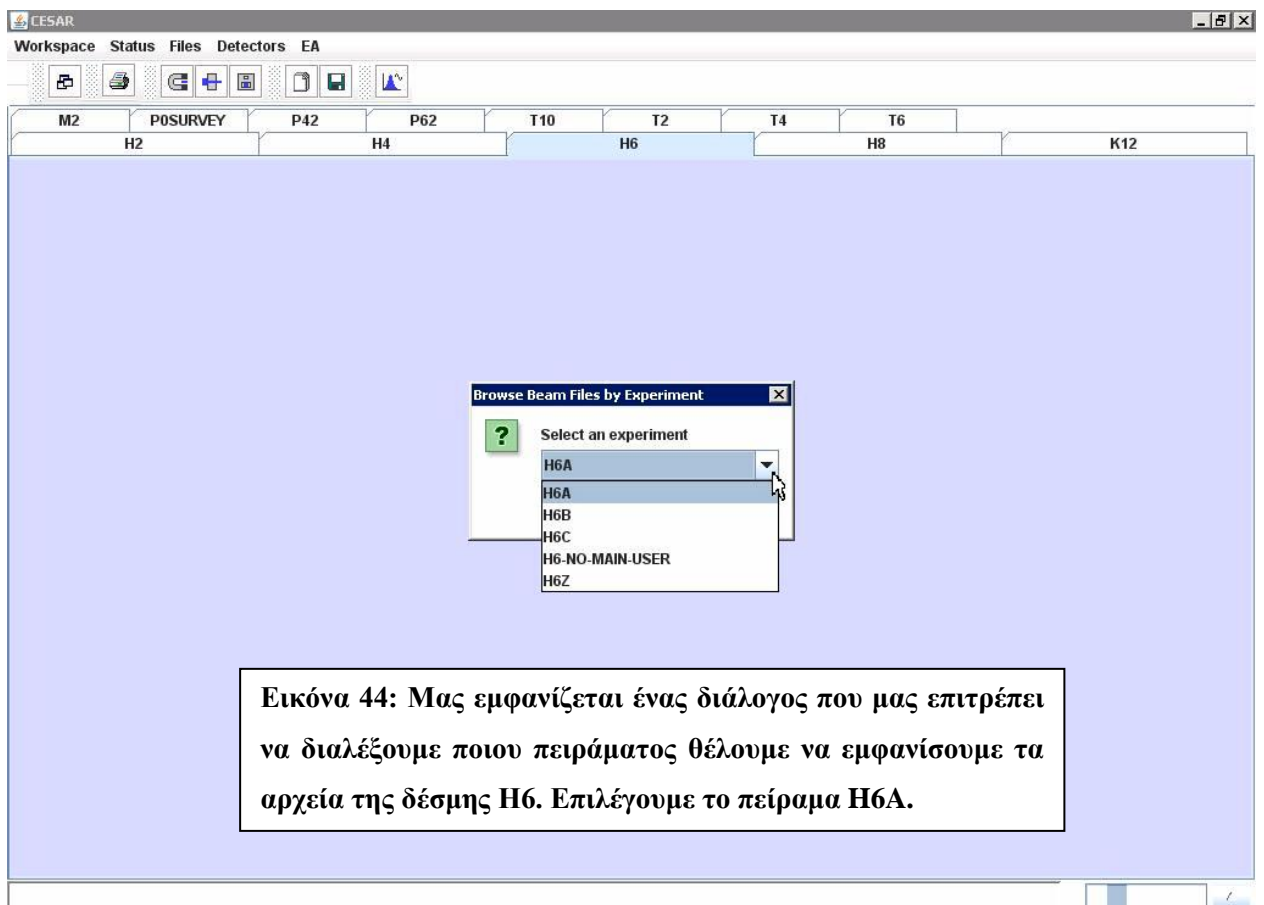 CESAR
Workspace Status Files Detectors EA
M2 P0SURVEY P42 P62 T10 T2 T4 T6
H2 H4 H6 H8 K12
Browse Beam Files by Experiment
Select an experiment
H6A
H6A
H6B
H6C
H6-NO-MAIN-USER
H6Z
Εικόνα 44: Μας εμφανίζεται ένας διάλογος που μας επιτρέπει
να διαλέξουμε ποιου πειράματος θέλουμε να εμφανίσουμε τα
αρχεία της δέσμης Η6. Επιλέγουμε το πείραμα Η6Α.